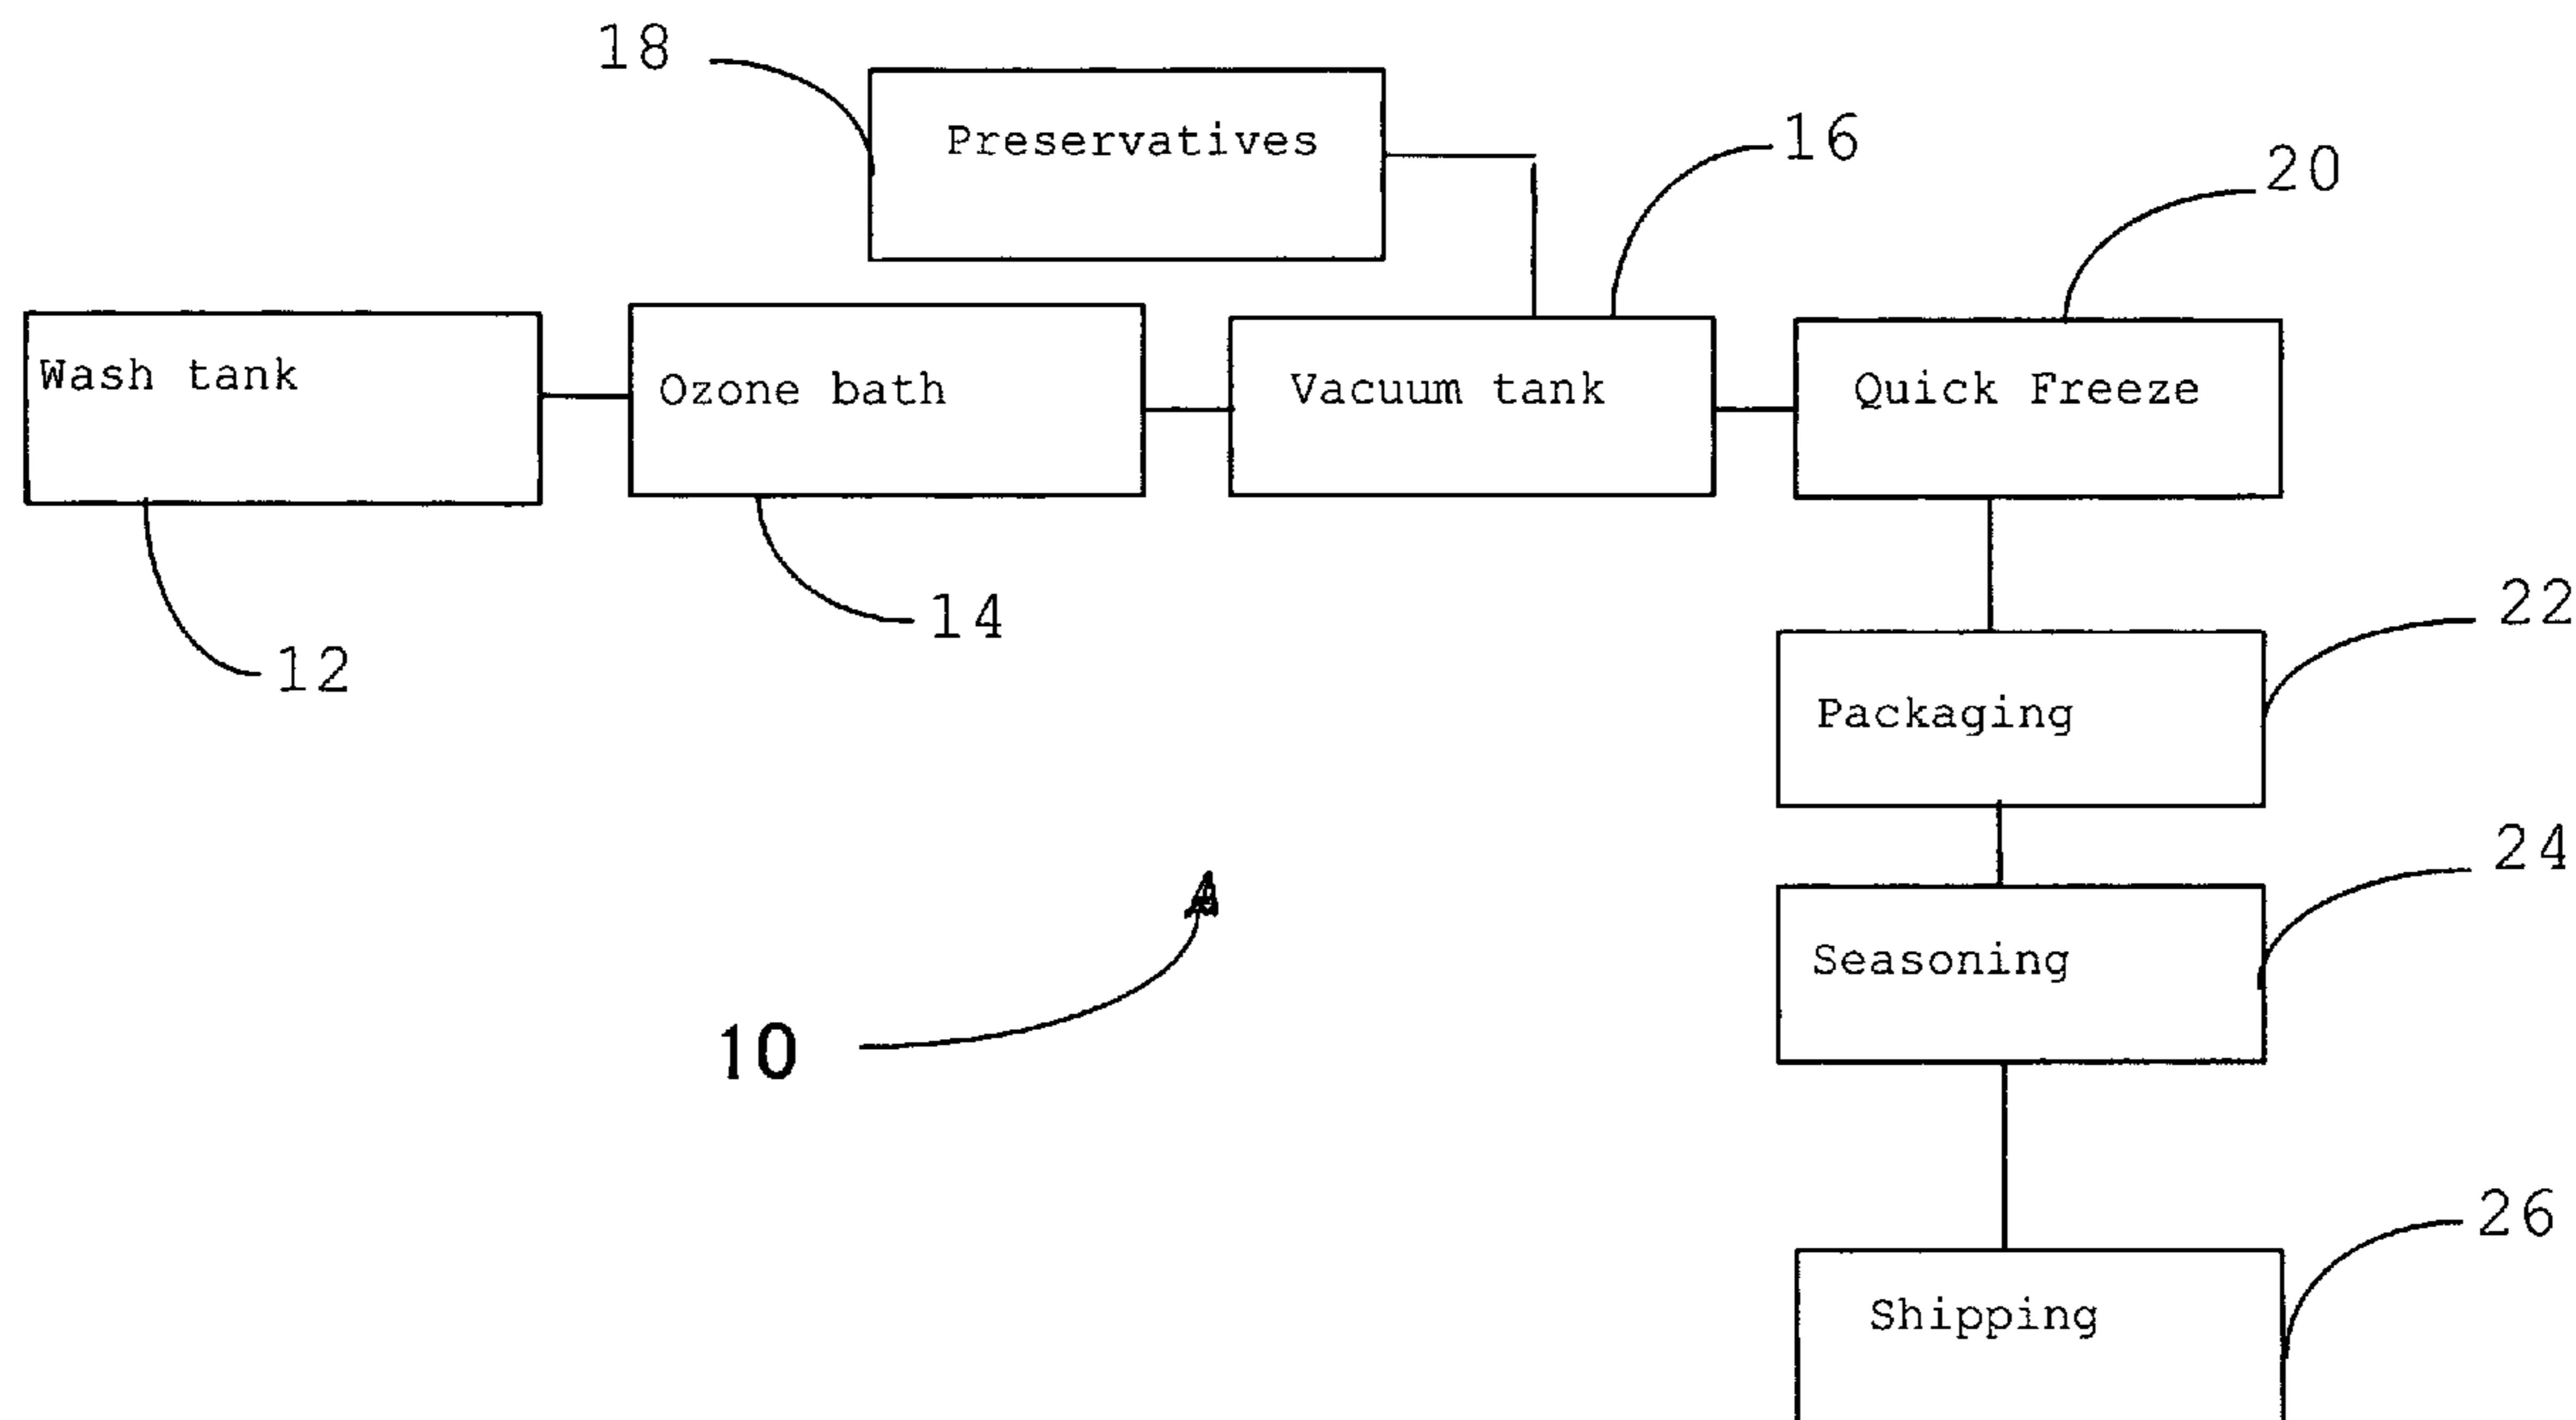 18
Preservatives
16
20
Wash tank
Ozone bath
Vacuum tank
Quick Freeze
12
14
22
Packaging
24
Seasoning
10
26
Shipping